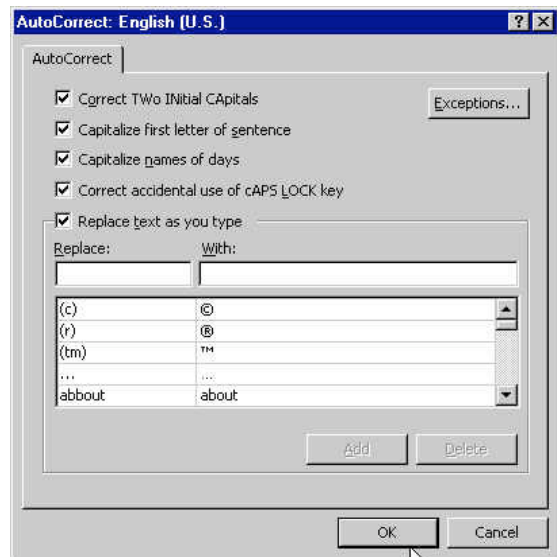 AutoCorrect: English (U.S.)
AutoCorrect
Correct TWo INitial CApitals
Exceptions...
Capitalize first letter of sentence
Capitalize names of days
Correct accidental use of cAPS LOCK key
Replace text as you type
Replace: With:
(c) ©
(r) ®
(tm) ™
... …
abbout about
Add Delete
OK Cancel